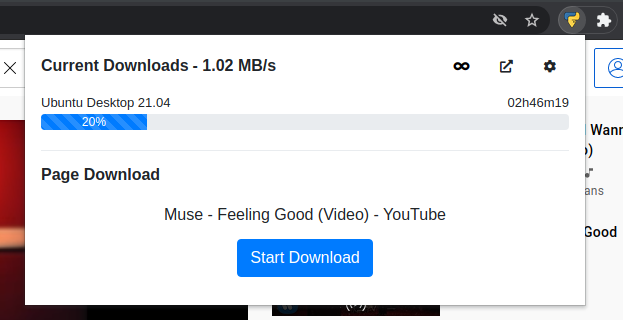 Current Downloads - 1.02 MB/s
Ubuntu Desktop 21.04
02h46m19
20%
Page Download
Muse - Feeling Good (Video) - YouTube
Start Download
Wann
o)
ans
Good